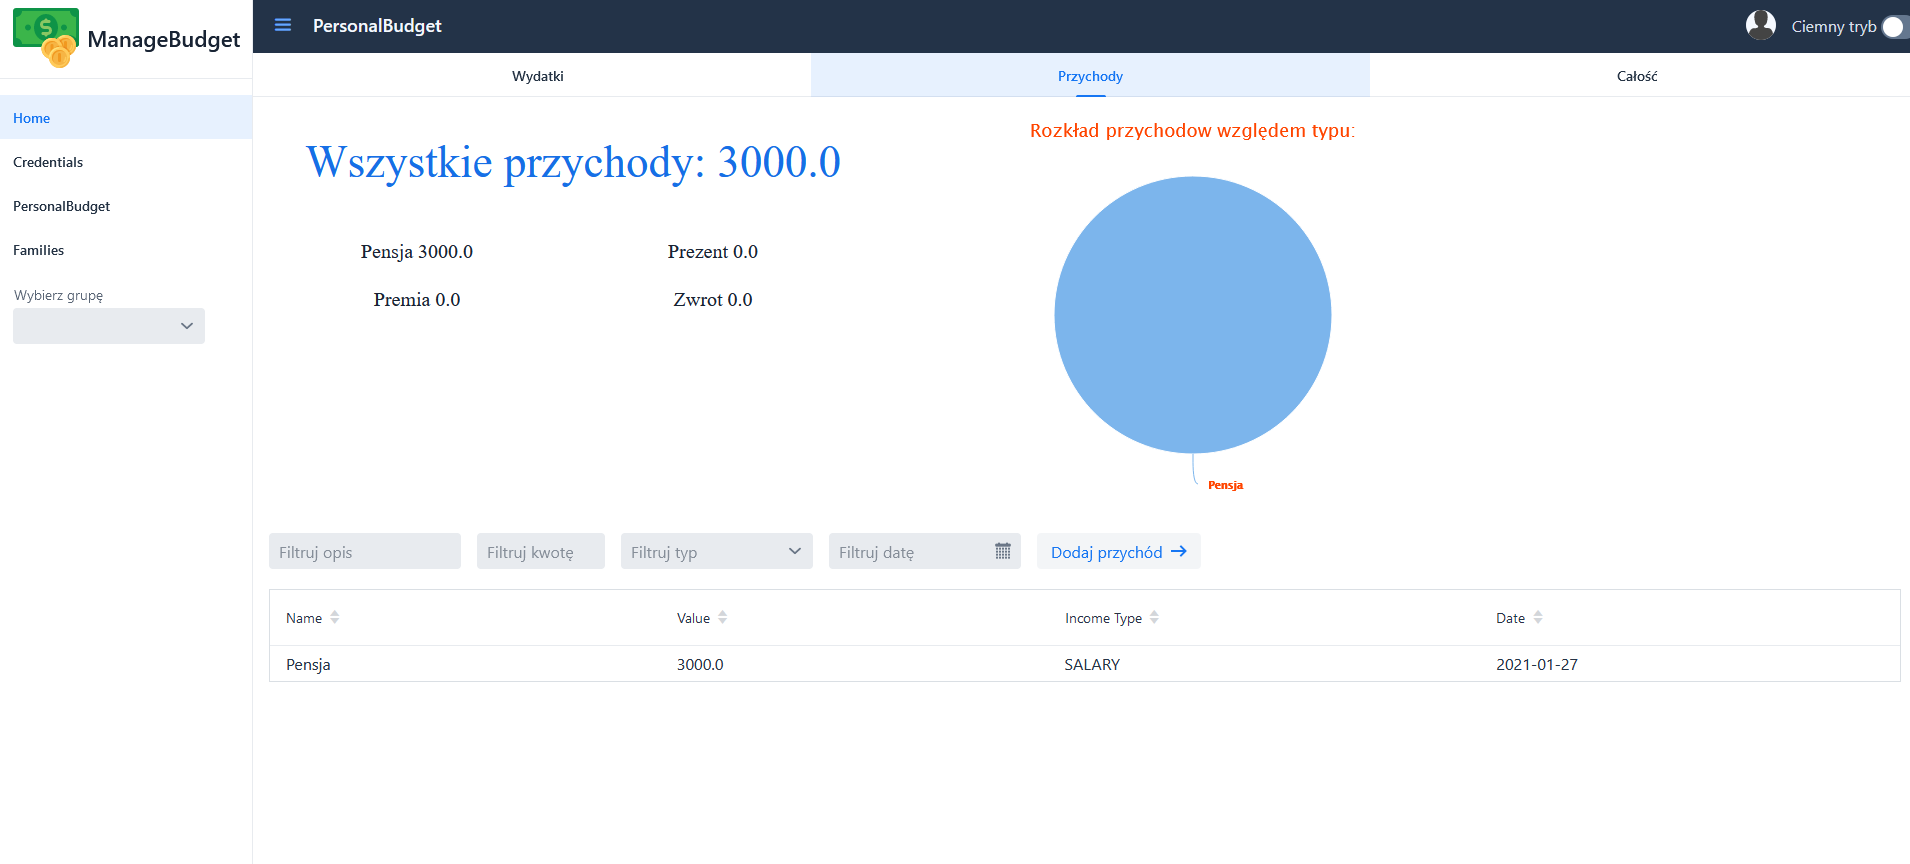 ManageBudget
PersonalBudget
Ciemny tryb
Home
Credentials
PersonalBudget
Families
Wybierz grupę
Wydatki
Przychody
Całość
Wszystkie przychody: 3000.0
Pensja 3000.0
Prezent 0.0
Premia 0.0
Zwrot 0.0
Rozkład przychodow względem typu:
Pensja
Filtruj opis
Filtruj kwotę
Filtruj typ
Filtruj datę
Dodaj przychód →
Name Value Income Type Date
Pensja 3000.0 SALARY 2021-01-27